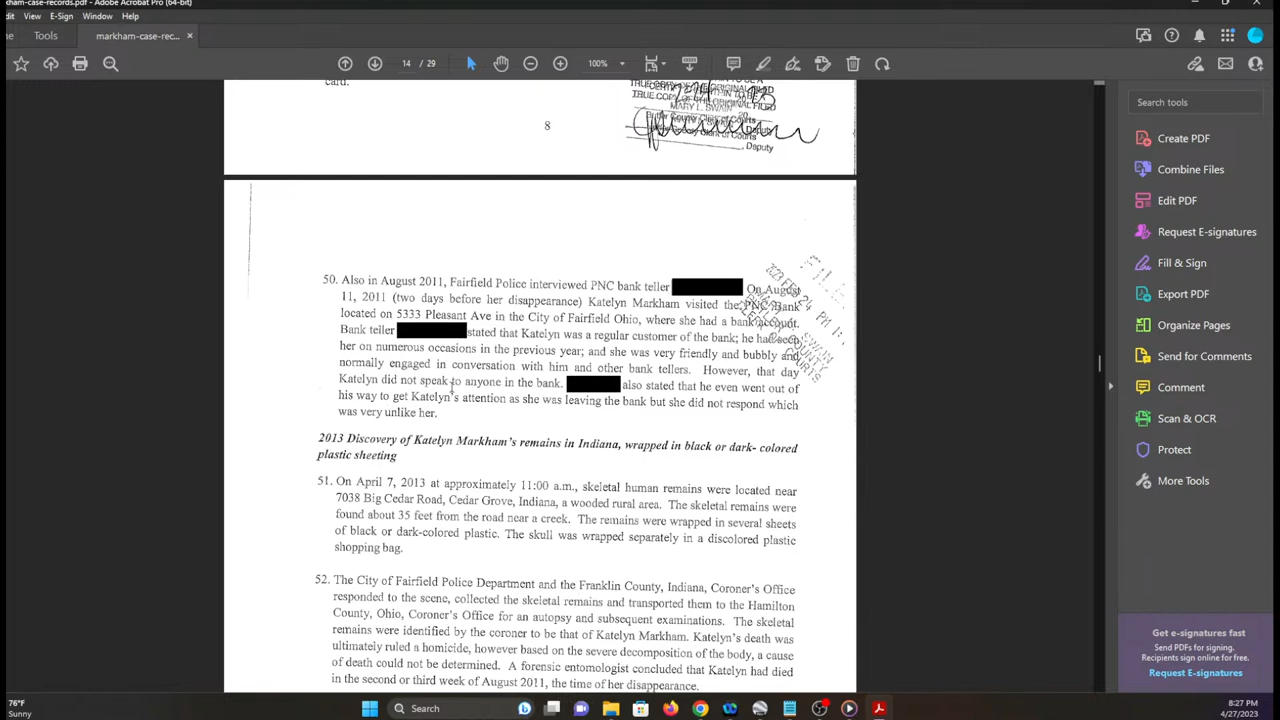 kham-case-records.pdf - Adobe Acrobat Pro (64-bit)
dit View E-Sign Window Help
me Tools markham-case-rec...
14 / 29 100%
card.
TRUE COPY OF THE ORIGINAL FILED
MARY L. SWAIN
Butler County Clerk of Courts
Deputy
8
50. Also in August 2011, Fairfield Police interviewed PNC bank teller On August
11, 2011 (two days before her disappearance) Katelyn Markham visited the PNC Bank
located on 5333 Pleasant Ave in the City of Fairfield Ohio, where she had a bank account.
Bank teller stated that Katelyn was a regular customer of the bank; he had seen
her on numerous occasions in the previous year; and she was very friendly and bubbly and
normally engaged in conversation with him and other bank tellers. However, that day
Katelyn did not speak to anyone in the bank. also stated that he even went out of
his way to get Katelyn's attention as she was leaving the bank but she did not respond which
was very unlike her.
2013 Discovery of Katelyn Markham's remains in Indiana, wrapped in black or dark- colored
plastic sheeting
51. On April 7, 2013 at approximately 11:00 a.m., skeletal human remains were located near
7038 Big Cedar Road, Cedar Grove, Indiana, a wooded rural area. The skeletal remains were
found about 35 feet from the road near a creek. The remains were wrapped in several sheets
of black or dark-colored plastic. The skull was wrapped separately in a discolored plastic
shopping bag.
52. The City of Fairfield Police Department and the Franklin County, Indiana, Coroner's Office
responded to the scene, collected the skeletal remains and transported them to the Hamilton
County, Ohio, Coroner's Office for an autopsy and subsequent examinations. The skeletal
remains were identified by the coroner to be that of Katelyn Markham. Katelyn's death was
ultimately ruled a homicide, however based on the severe decomposition of the body, a cause
of death could not be determined. A forensic entomologist concluded that Katelyn had died
in the second or third week of August 2011, the time of her disappearance.
2023 FEB 24 PM
Search tools
Create PDF
Combine Files
Edit PDF
Request E-signatures
Fill & Sign
Export PDF
Organize Pages
Send for Comments
Comment
Scan & OCR
Protect
More Tools
Get e-signatures fast
Send PDFs for signing.
Recipients sign online for free.
Request E-signatures
76°F
Sunny
Search
8:27 PM
4/27/2023